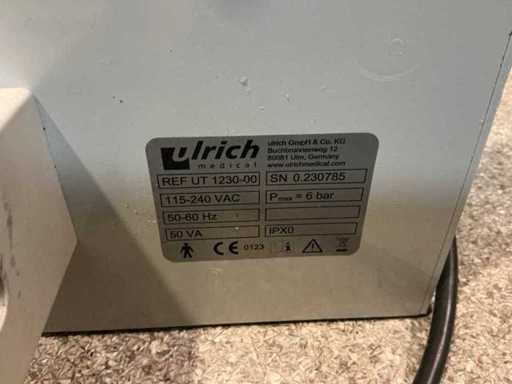 ulrich
medical
ulrich GmbH & Co. KG
Buchbrunnenweg 12
89081 Ulm, Germany
www.ulrichmedical.com
REF UT 1230-00
SN 0.230785
115-240 VAC
Pmax = 6 bar
50-60 Hz
50 VA
IPX0
CE 0123